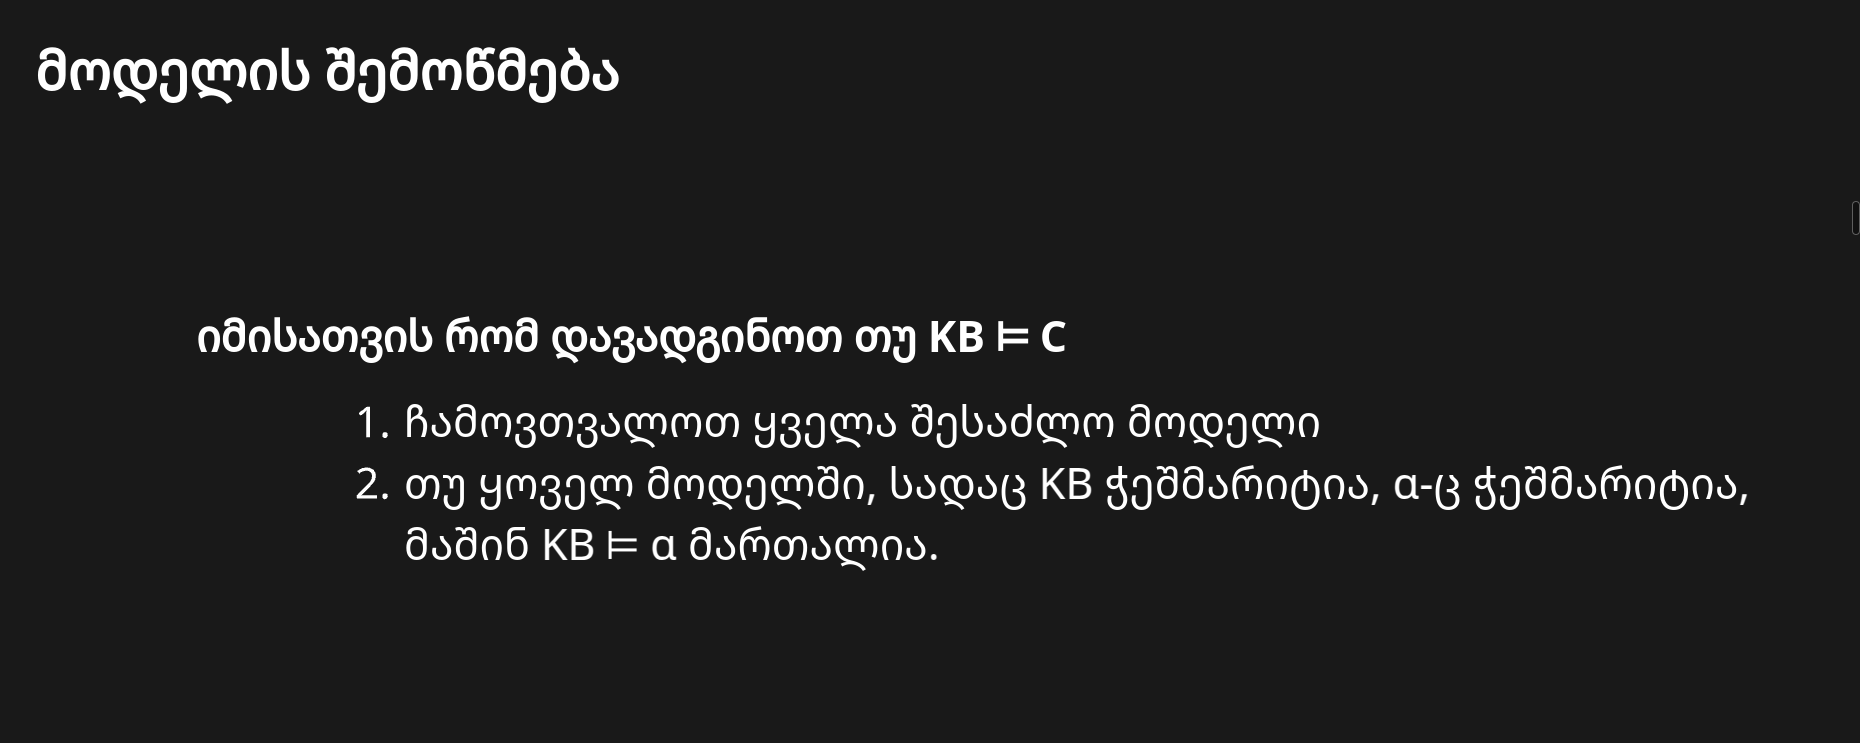 მოდელის შემოწმება
იმისათვის რომ დავადგინოთ თუ KB ⊨ C
1. ჩამოვთვალოთ ყველა შესაძლო მოდელი
2. თუ ყოველ მოდელში, სადაც KB ჭეშმარიტია, α-ც ჭეშმარიტია,
მაშინ KB ⊨ α მართალია.